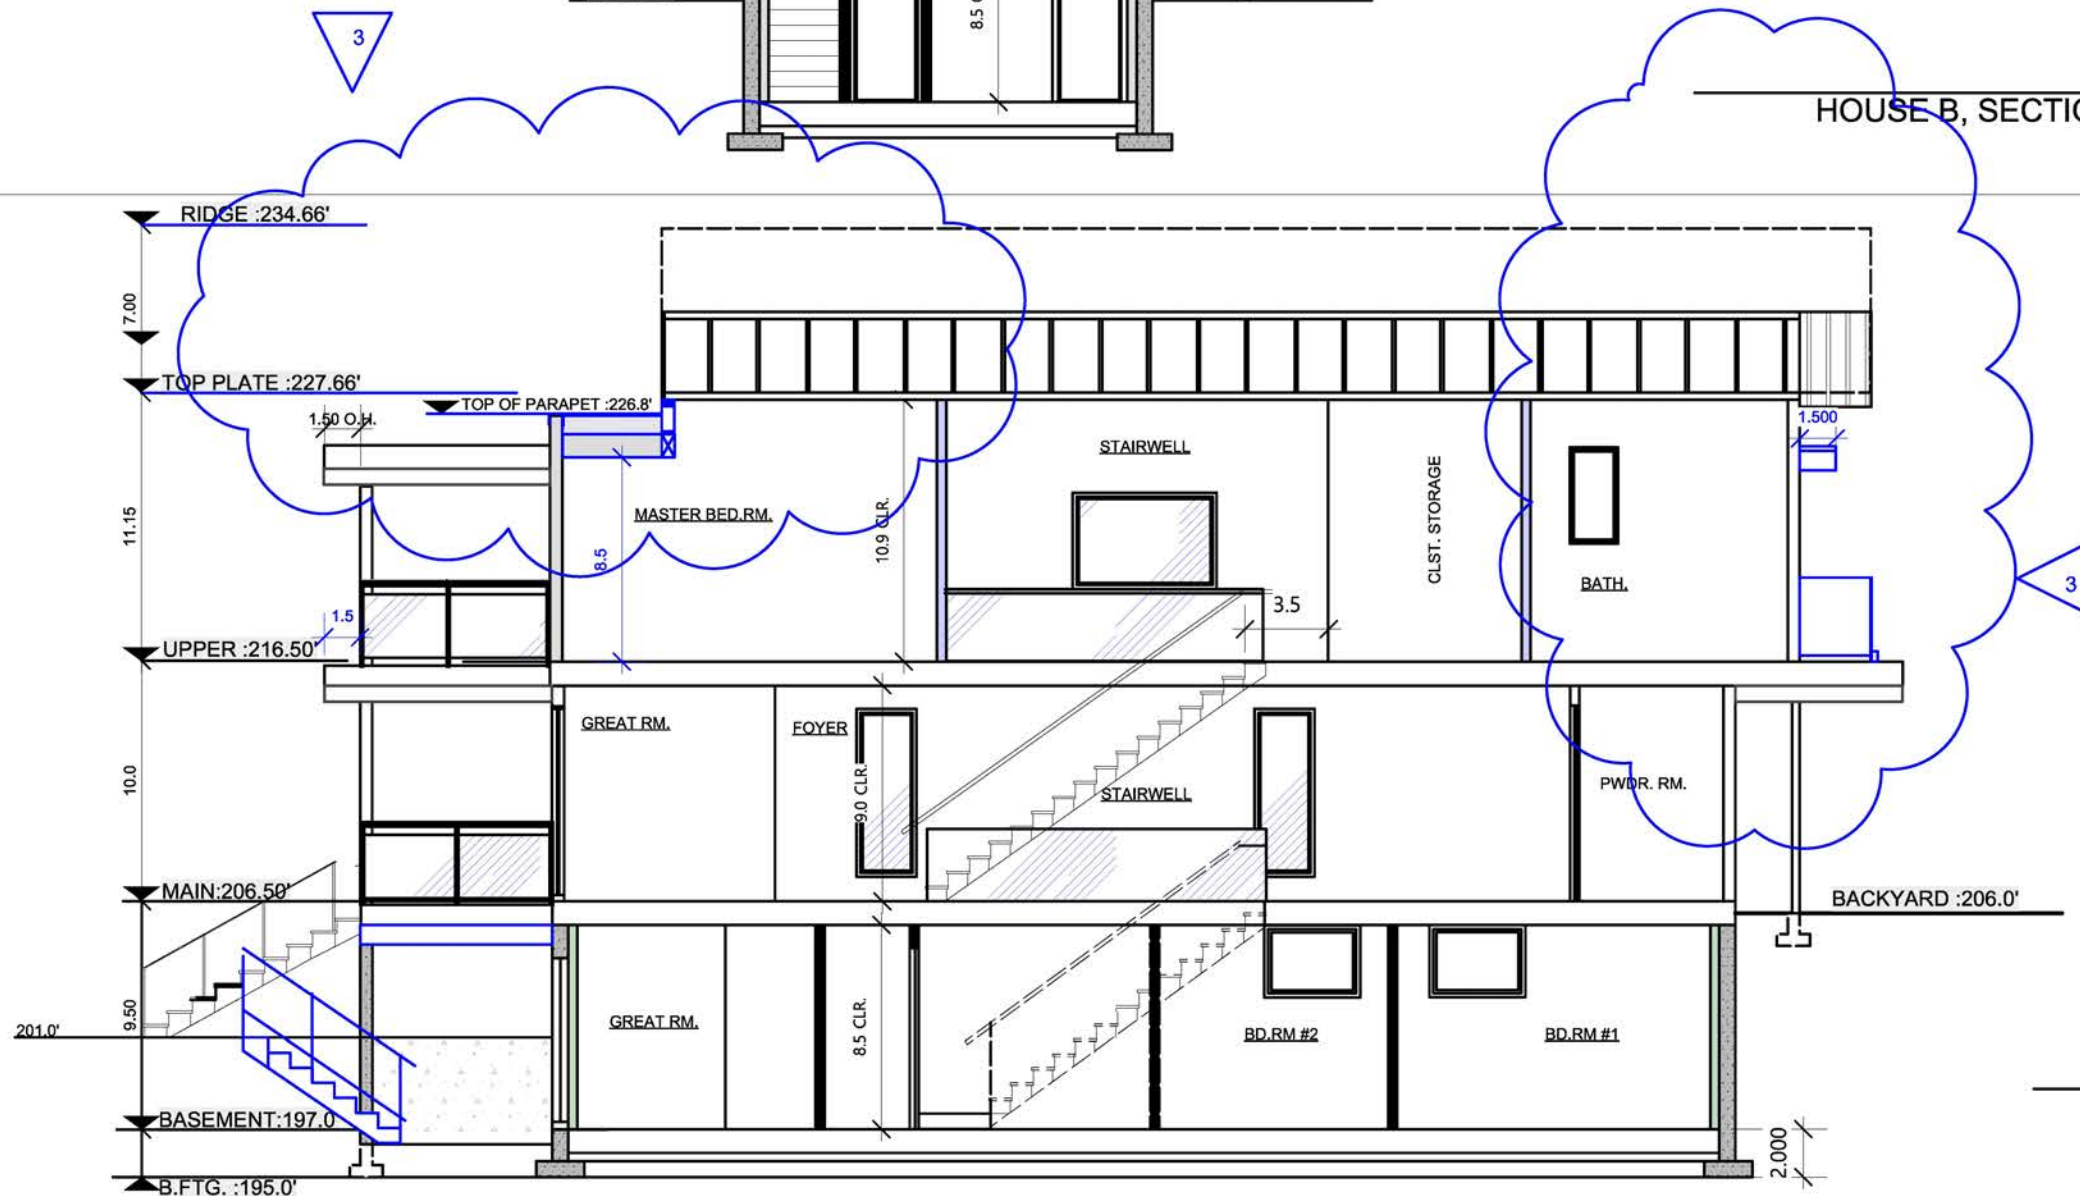 3
8.5
HOUSE B, SECTIO
RIDGE :234.66'
7.00
TOP PLATE :227.66'
TOP OF PARAPET :226.8'
1.50 O.H.
1.500
STAIRWELL
CLST. STORAGE
MASTER BED.RM.
11.15
10.9 CLR.
8.5
BATH.
3
3.5
1.5
UPPER :216.50'
GREAT RM.
FOYER
10.0
9.0 CLR.
STAIRWELL
PWDR. RM.
MAIN:206.50'
BACKYARD :206.0'
9.50
8.5 CLR.
GREAT RM.
201.0'
BD.RM #2
BD.RM #1
BASEMENT:197.0
2.000
B.FTG. :195.0'